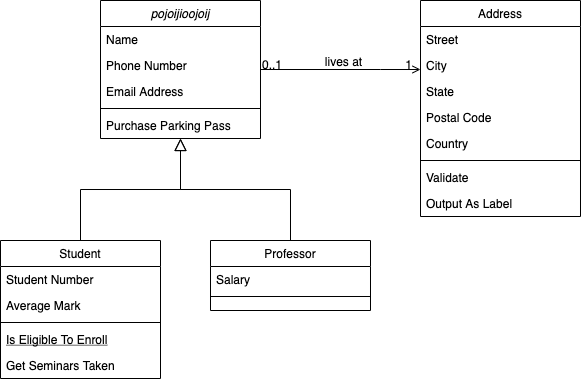 pojoijioojoij
Name
Phone Number
Email Address
Purchase Parking Pass
0..1
lives at
1
Address
Street
City
State
Postal Code
Country
Validate
Output As Label
Student
Student Number
Average Mark
Is Eligible To Enroll
Get Seminars Taken
Professor
Salary